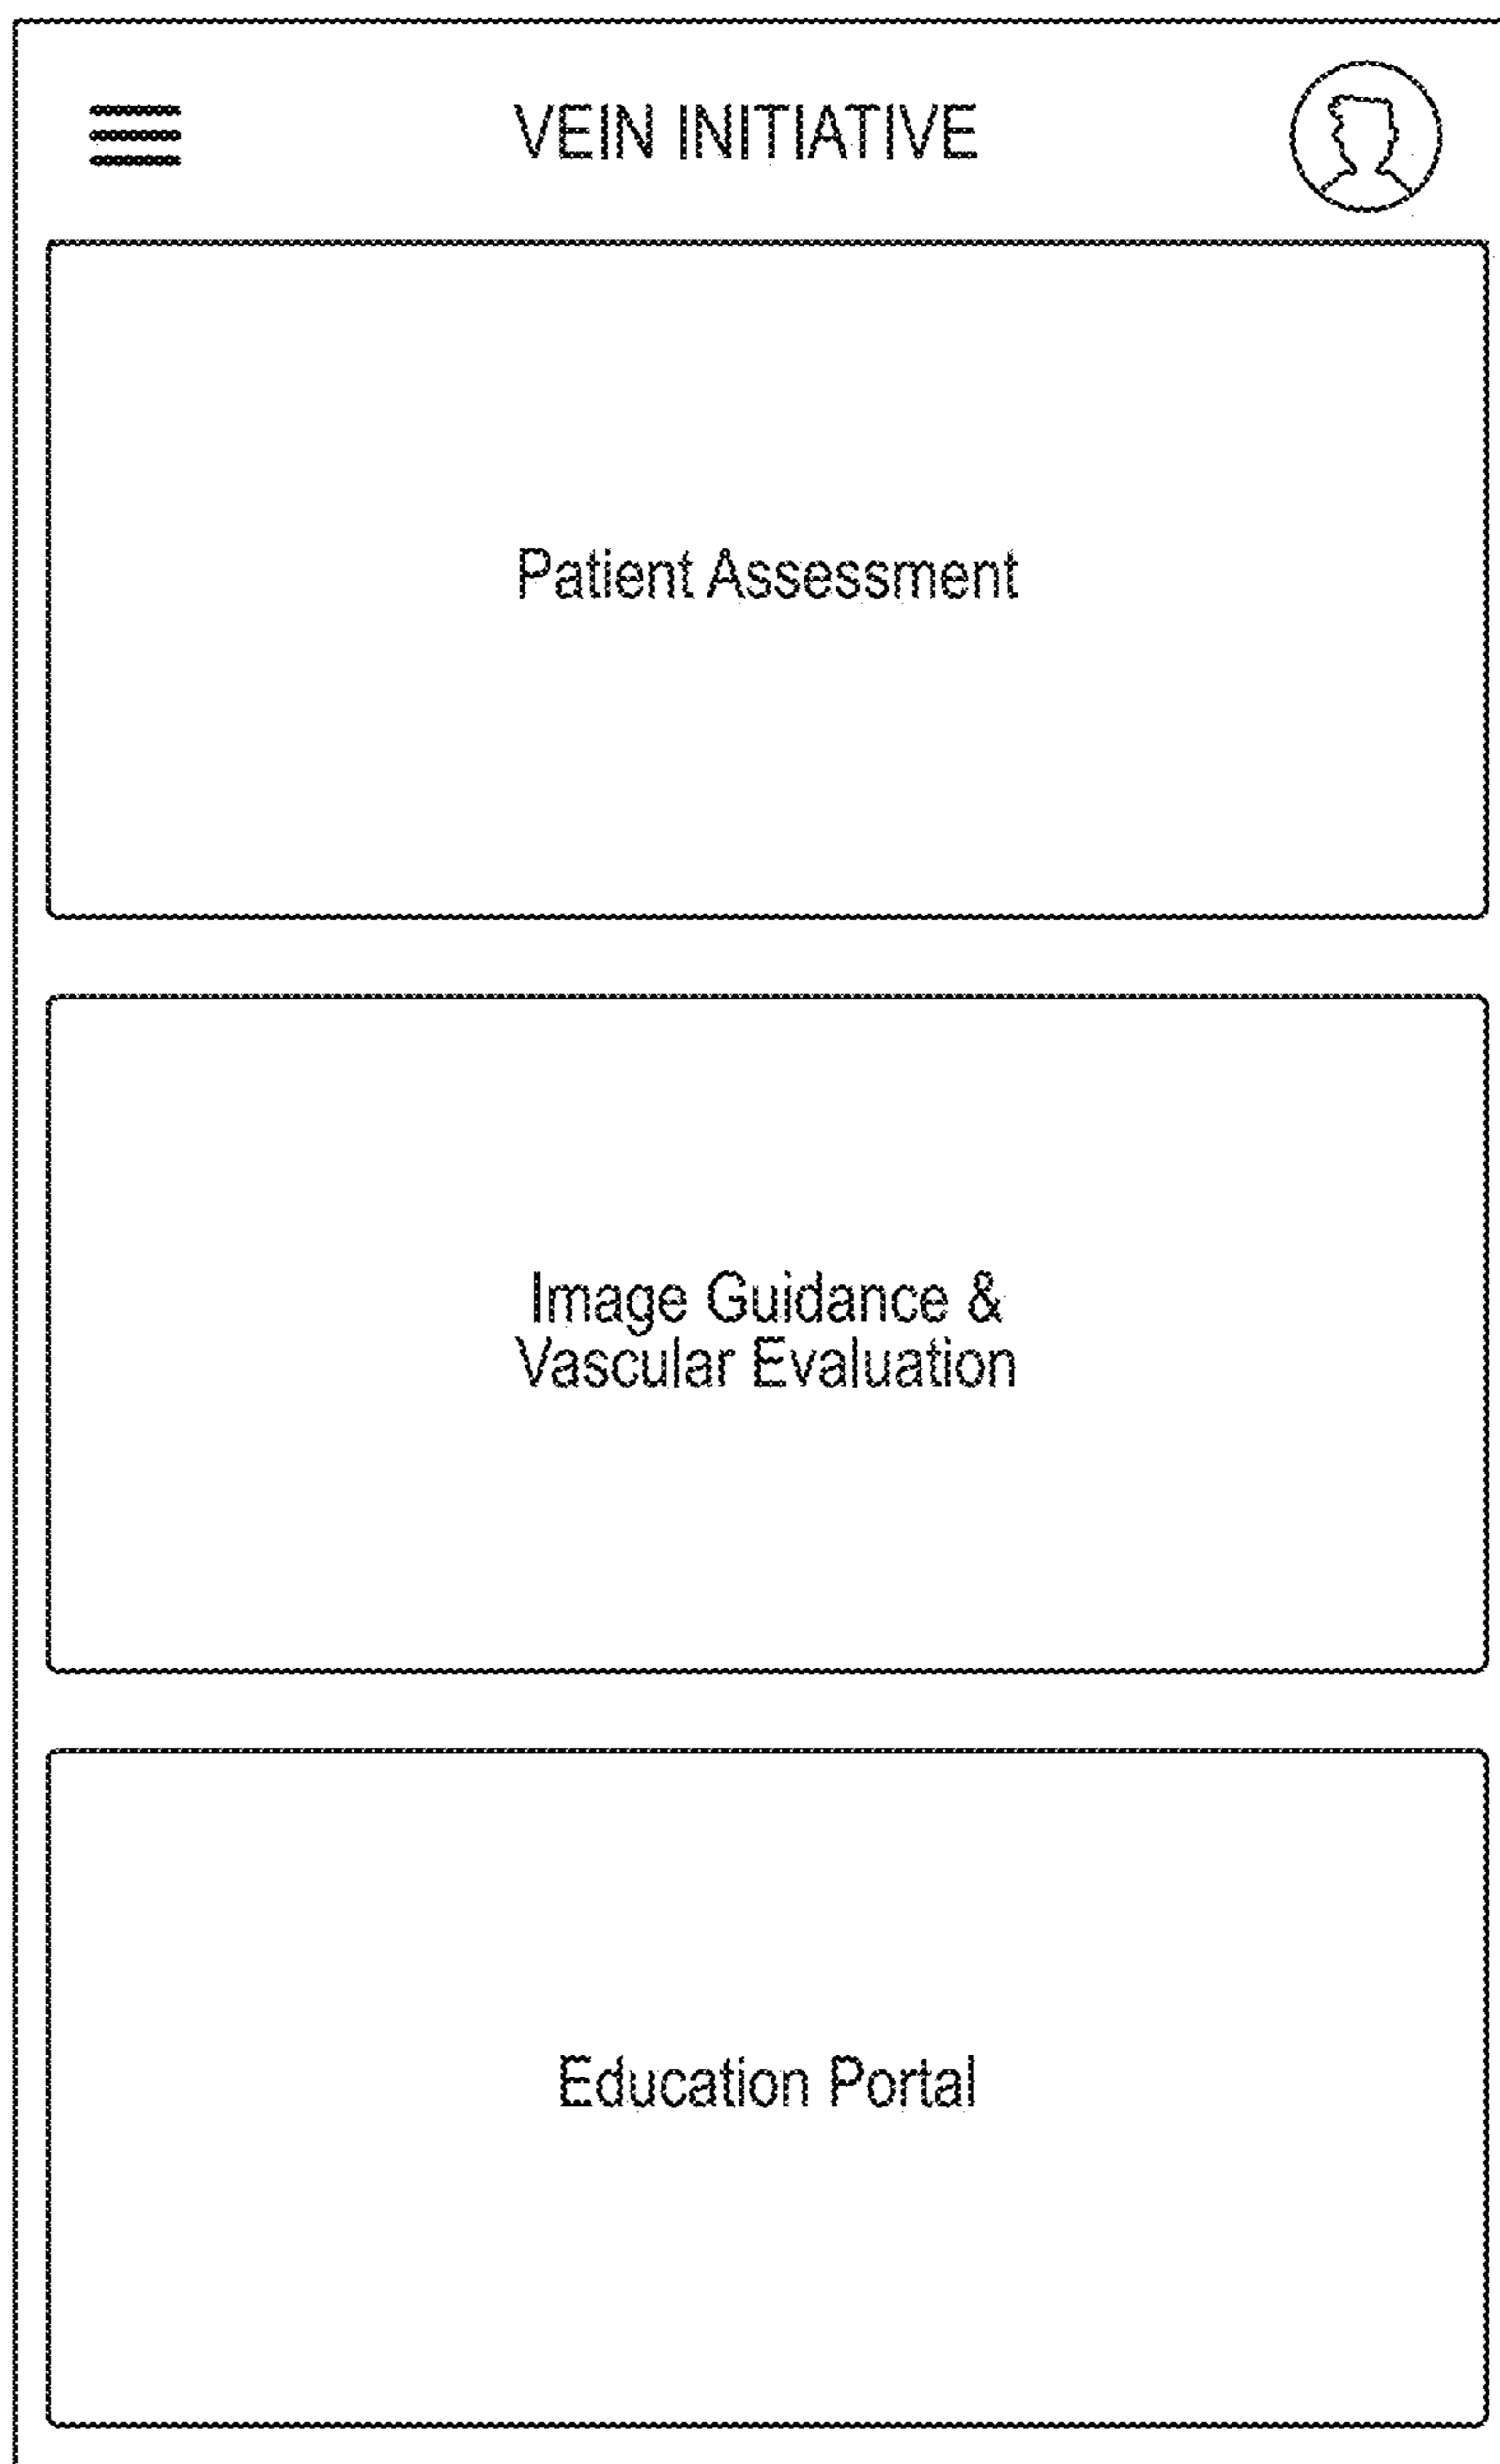 VEIN INITIATIVE
Patient Assessment
Image Guidance &
Vascular Evaluation
Education Portal